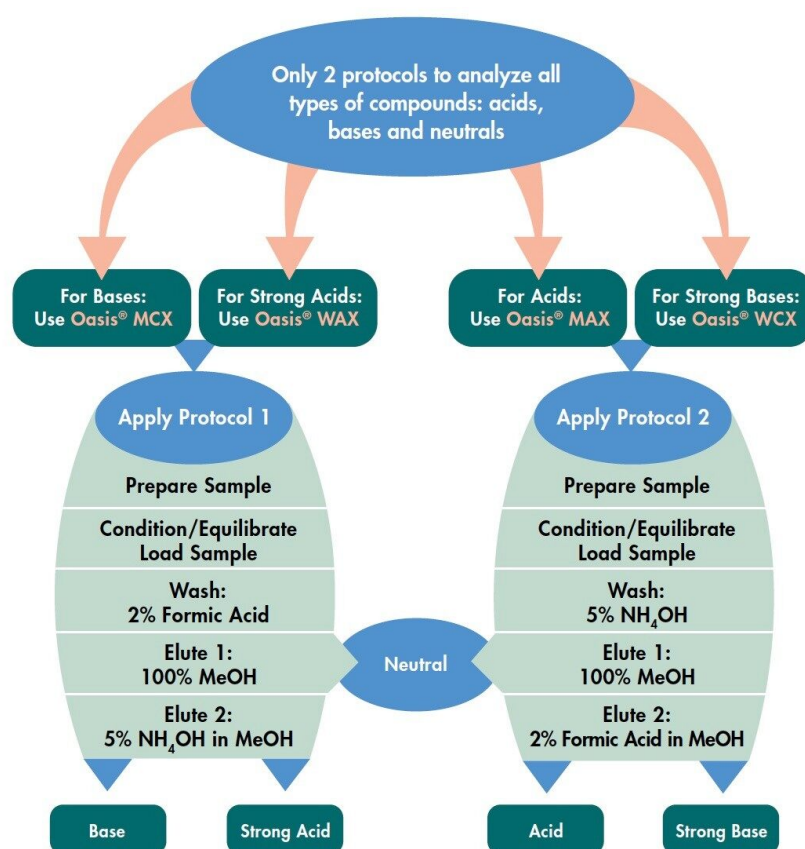 Only 2 protocols to analyze all
types of compounds: acids,
bases and neutrals
For Bases:
Use Oasis® MCX
For Strong Acids:
Use Oasis® WAX
For Acids:
Use Oasis® MAX
For Strong Bases:
Use Oasis® WCX
Apply Protocol 1
Prepare Sample
Condition/Equilibrate
Load Sample
Wash:
2% Formic Acid
Elute 1:
100% MeOH
Elute 2:
5% NH₄OH in MeOH
Base
Strong Acid
Neutral
Apply Protocol 2
Prepare Sample
Condition/Equilibrate
Load Sample
Wash:
5% NH₄OH
Elute 1:
100% MeOH
Elute 2:
2% Formic Acid in MeOH
Acid
Strong Base